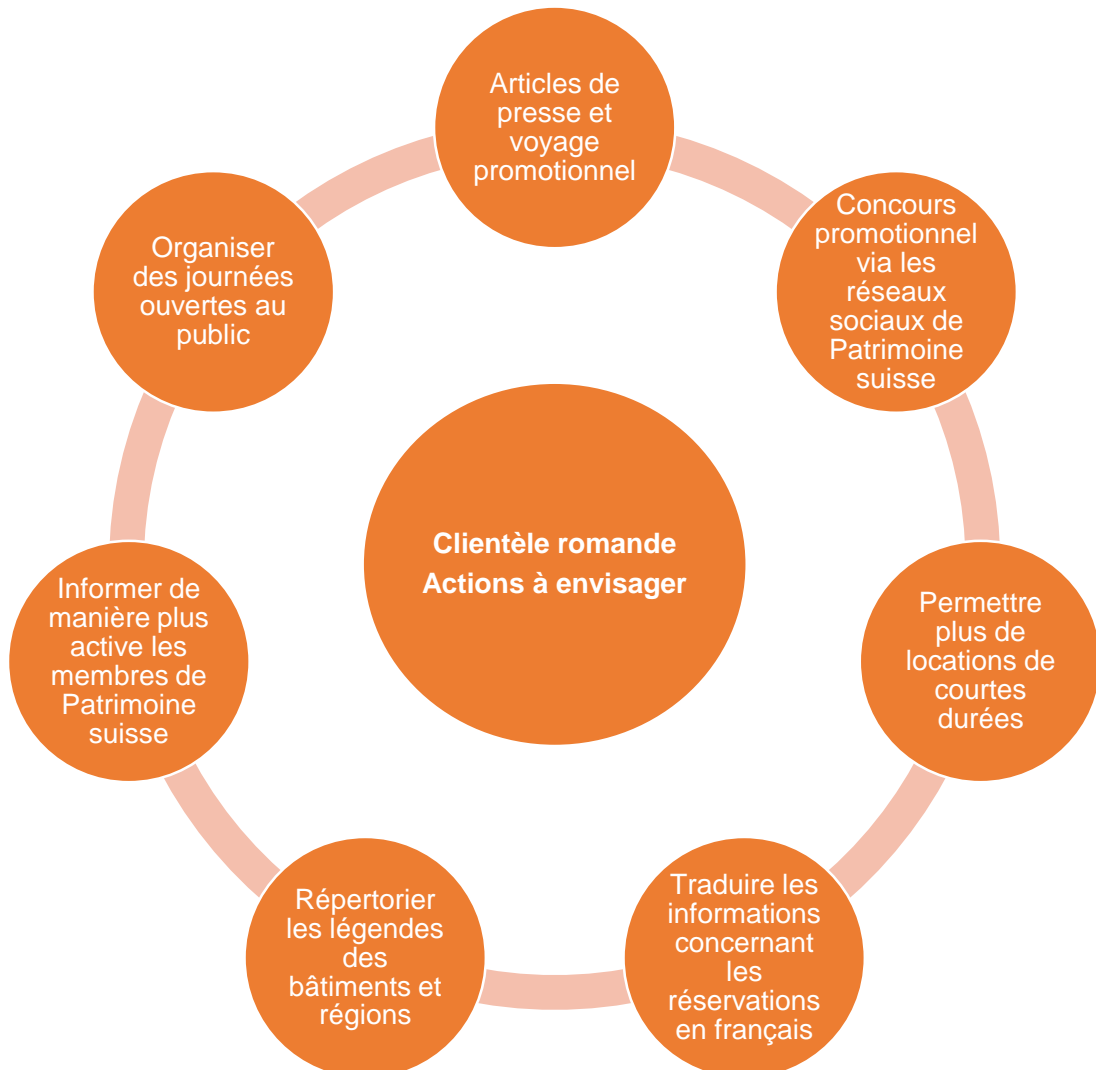 Articles de
presse et
voyage
promotionnel
Concours
promotionnel
via les
réseaux
sociaux de
Patrimoine
suisse
Permettre
plus de
locations de
courtes
durées
Traduire les
informations
concernant
les
réservations
en français
Répertorier
les légendes
des
bâtiments et
régions
Informer de
manière plus
active les
membres de
Patrimoine
suisse
Organiser
des journées
ouvertes au
public
Clientèle romande
Actions à envisager